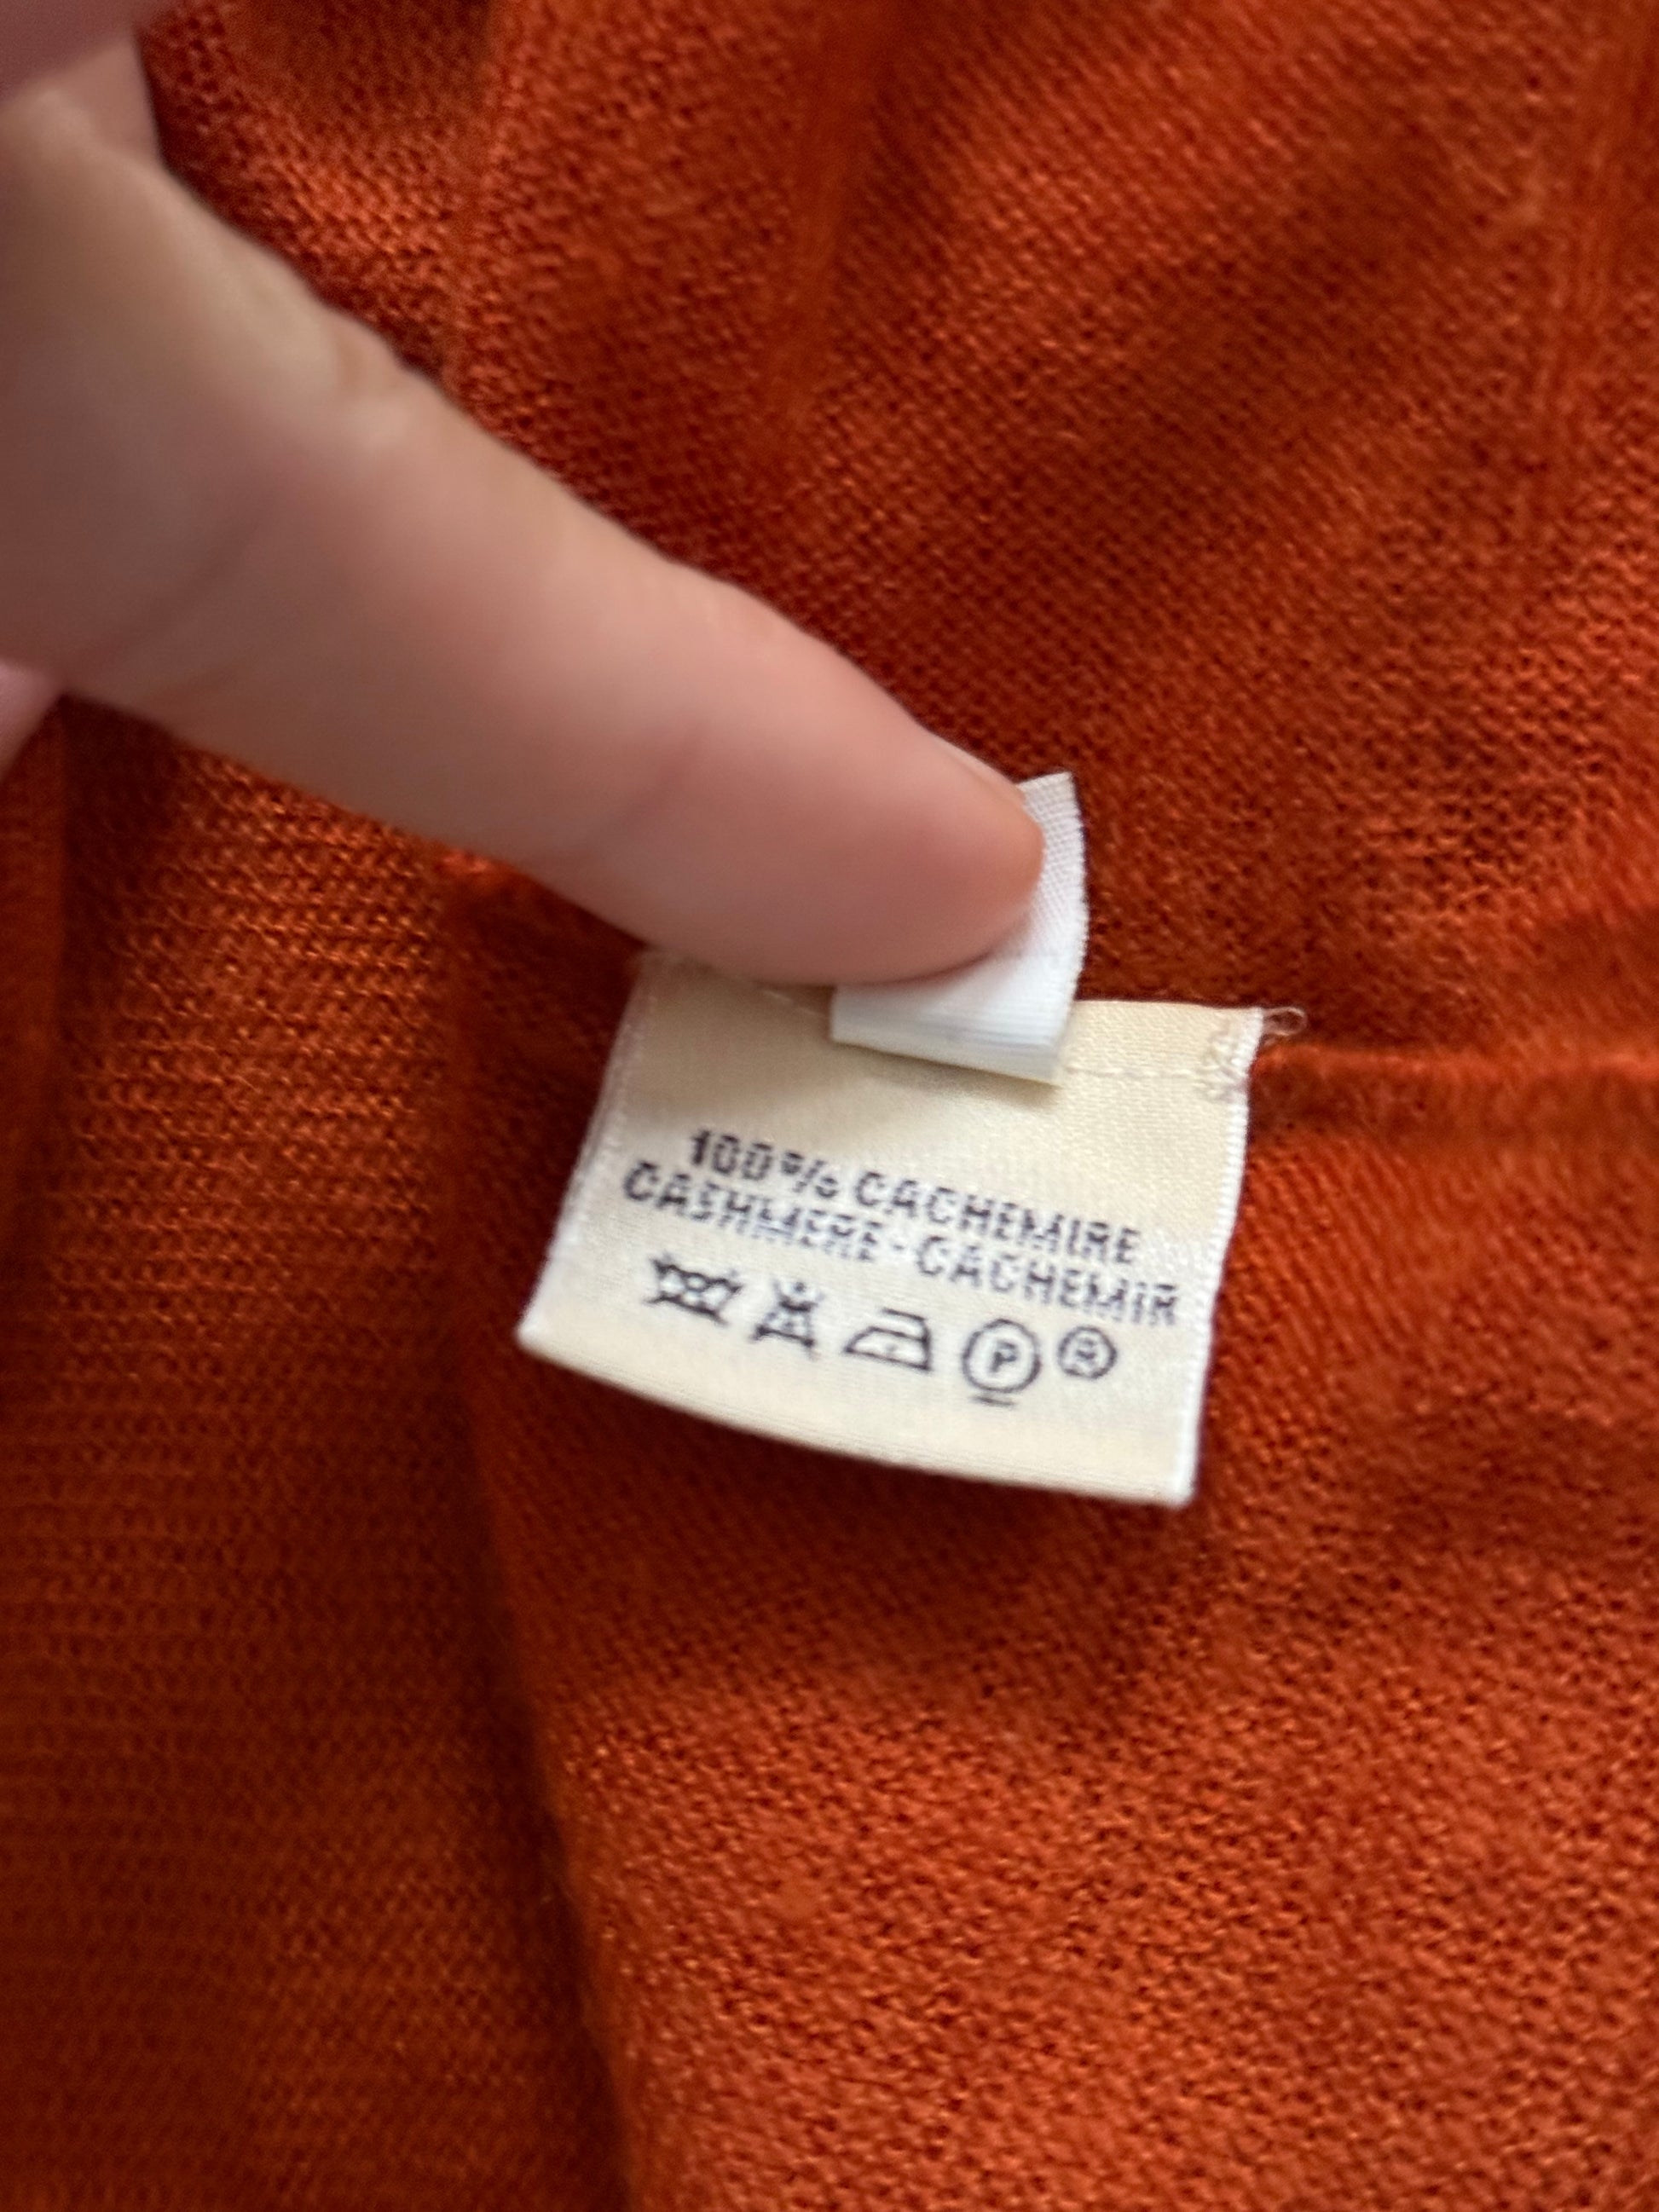 100% CACHEMIRE
CASHMERE - CACHEMIR
P ®